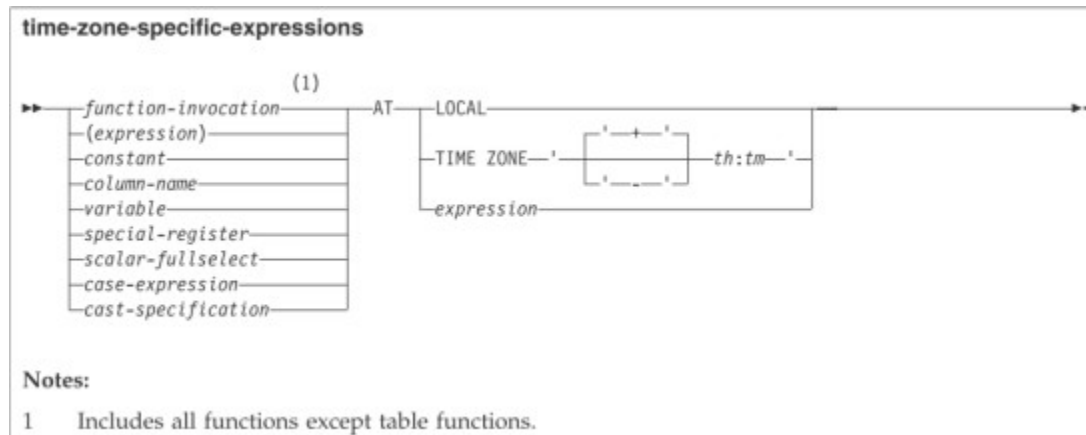 time-zone-specific-expressions
(1)
function-invocation AT LOCAL
(expression) ' + '
constant TIME ZONE ' th:tm '
column-name ' - '
variable expression
special-register
scalar-fullselect
case-expression
cast-specification
Notes:
1 Includes all functions except table functions.